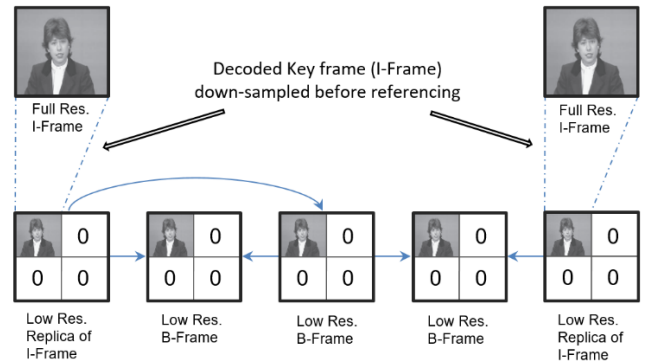 Decoded Key frame (I-Frame)
down-sampled before referencing
Full Res.
I-Frame
Full Res.
I-Frame
0
0 0
0
0 0
0
0 0
0
0 0
0
0 0
Low Res.
Replica of
I-Frame
Low Res.
B-Frame
Low Res.
B-Frame
Low Res.
B-Frame
Low Res.
Replica of
I-Frame